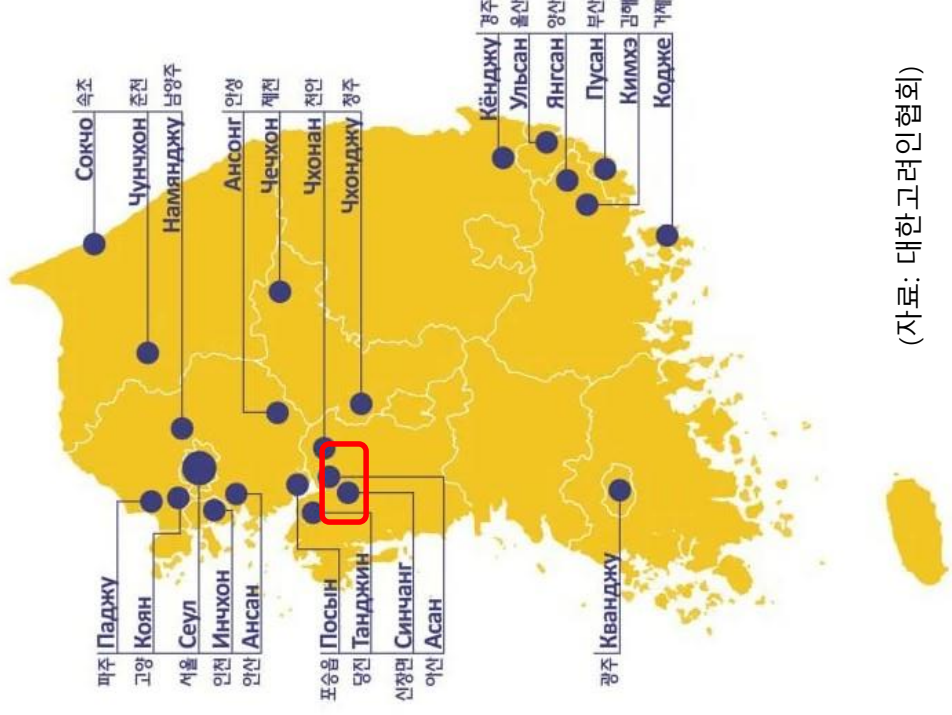 속초 Сокчо
춘천 Чунчхон
남양주 Намянджу
안성 Ансонг
제천 Чечхон
천안 Чхонан
청주 Чхонджу
경주 Кёнджу
울산 Ульсан
양산 Янгсан
부산 Пусан
김해 Кимхэ
거제 Кодже
파주 Паджу
고양 Коян
서울 Сеул
인천 Инчхон
안산 Ансан
포승읍 Посын
당진 Танджин
신창면 Синчанг
아산 Асан
광주 Кванджу
(자료: 대한고려인협회)